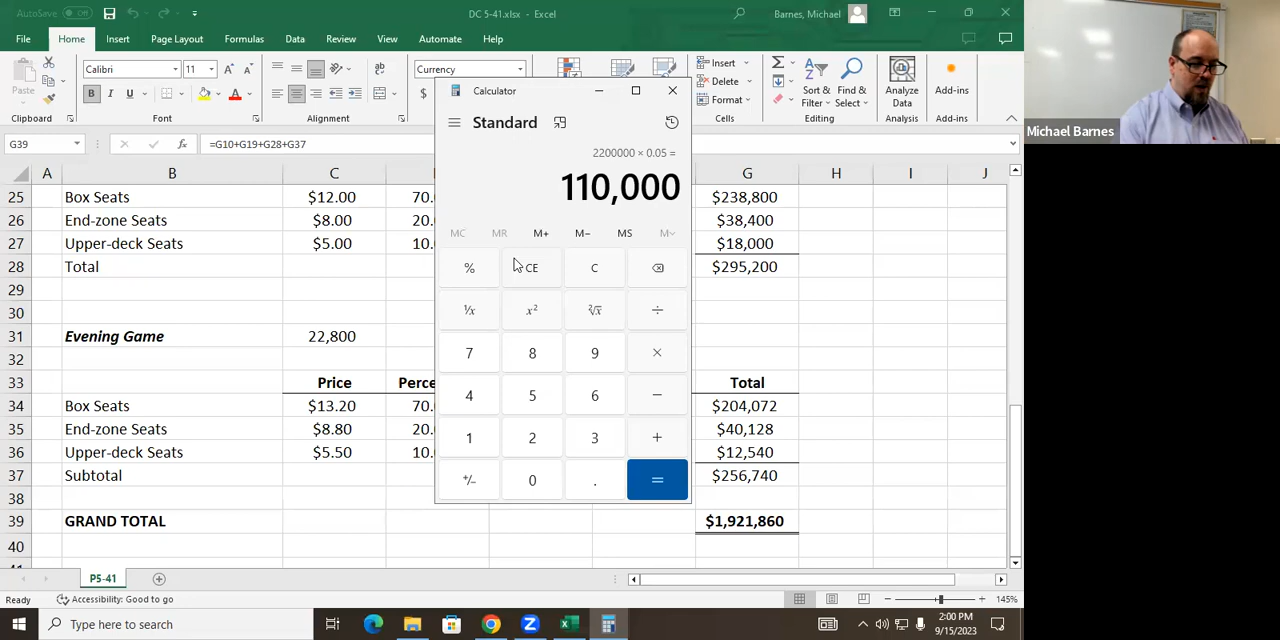 AutoSave Off DC 5-41.xlsx - Excel Barnes, Michael
File Home Insert Page Layout Formulas Data Review View Automate Help
Paste Calibri 11 A A ab Currency Insert
B I U A $ Delete Sort & Find & Analyze Add-ins
Format Filter Select Data
Clipboard Font Alignment Cells Editing Analysis Add-ins
G39 fx =G10+G19+G28+G37
A B C G H I J
25 Box Seats $12.00 70. $238,800
26 End-zone Seats $8.00 20. $38,400
27 Upper-deck Seats $5.00 10. $18,000
28 Total $295,200
29
30
31 Evening Game 22,800
32
33 Price Perce Total
34 Box Seats $13.20 70. $204,072
35 End-zone Seats $8.80 20. $40,128
36 Upper-deck Seats $5.50 10. $12,540
37 Subtotal $256,740
38
39 GRAND TOTAL $1,921,860
40
P5-41
Ready Accessibility: Good to go 145%
Type here to search 2:00 PM
9/15/2023
Calculator
Standard
2200000 × 0.05 =
110,000
MC MR M+ M− MS M˅
% CE C
¹/x x² ²√x ÷
7 8 9 ×
4 5 6 −
1 2 3 +
+/− 0 . =
Michael Barnes